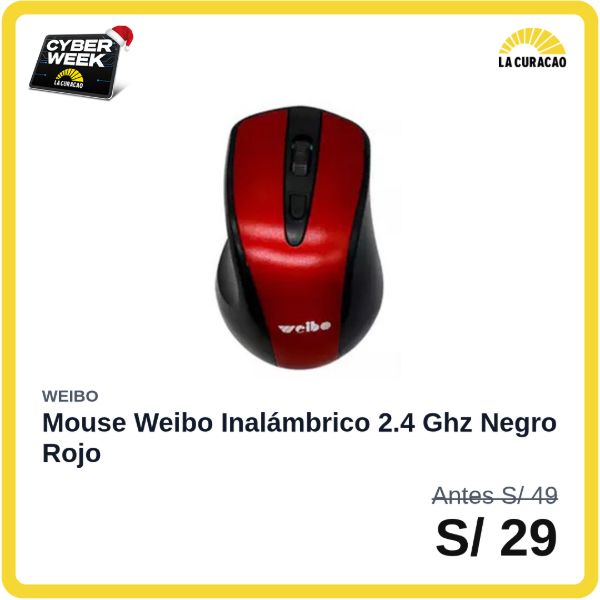 CYBER
WEEK
LA CURACAO
LA CURACAO
weibo
WEIBO
Mouse Weibo Inalámbrico 2.4 Ghz Negro
Rojo
Antes S/ 49
S/ 29